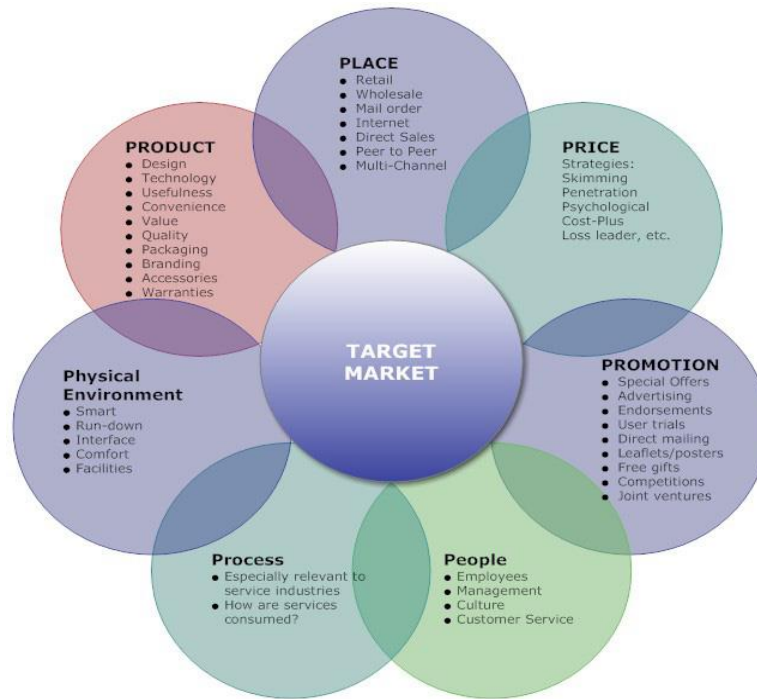 PLACE
Retail
Wholesale
Mail order
Internet
Direct Sales
Peer to Peer
Multi-Channel
PRODUCT
Design
Technology
Usefulness
Convenience
Value
Quality
Packaging
Branding
Accessories
Warranties
PRICE
Strategies:
Skimming
Penetration
Psychological
Cost-Plus
Loss leader, etc.
TARGET
MARKET
Physical
Environment
Smart
Run-down
Interface
Comfort
Facilities
PROMOTION
Special Offers
Advertising
Endorsements
User trials
Direct mailing
Leaflets/posters
Free gifts
Competitions
Joint ventures
Process
Especially relevant to
service industries
How are services
consumed?
People
Employees
Management
Culture
Customer Service